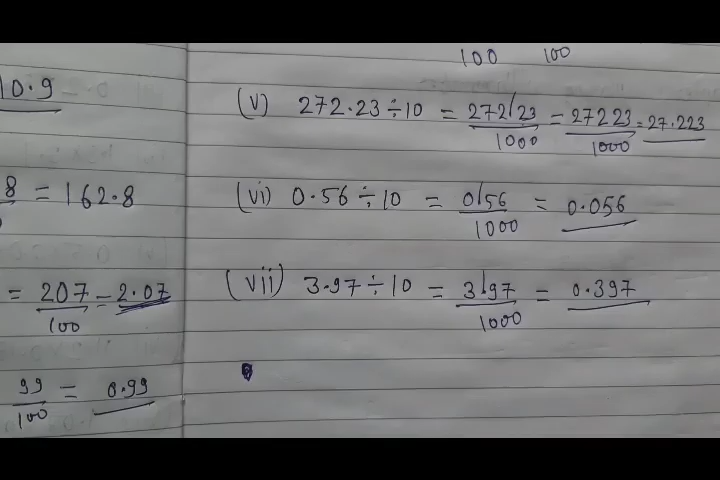 100 100
10.9
(v) 272.23÷10 = 272/23/1000 = 27223/1000 = 27.223
8 = 162.8
(vi) 0.56÷10 = 0/56/1000 = 0.056
= 207/100 = 2.07
(vii) 3.97÷10 = 3/97/1000 = 0.397
99/100 = 0.99